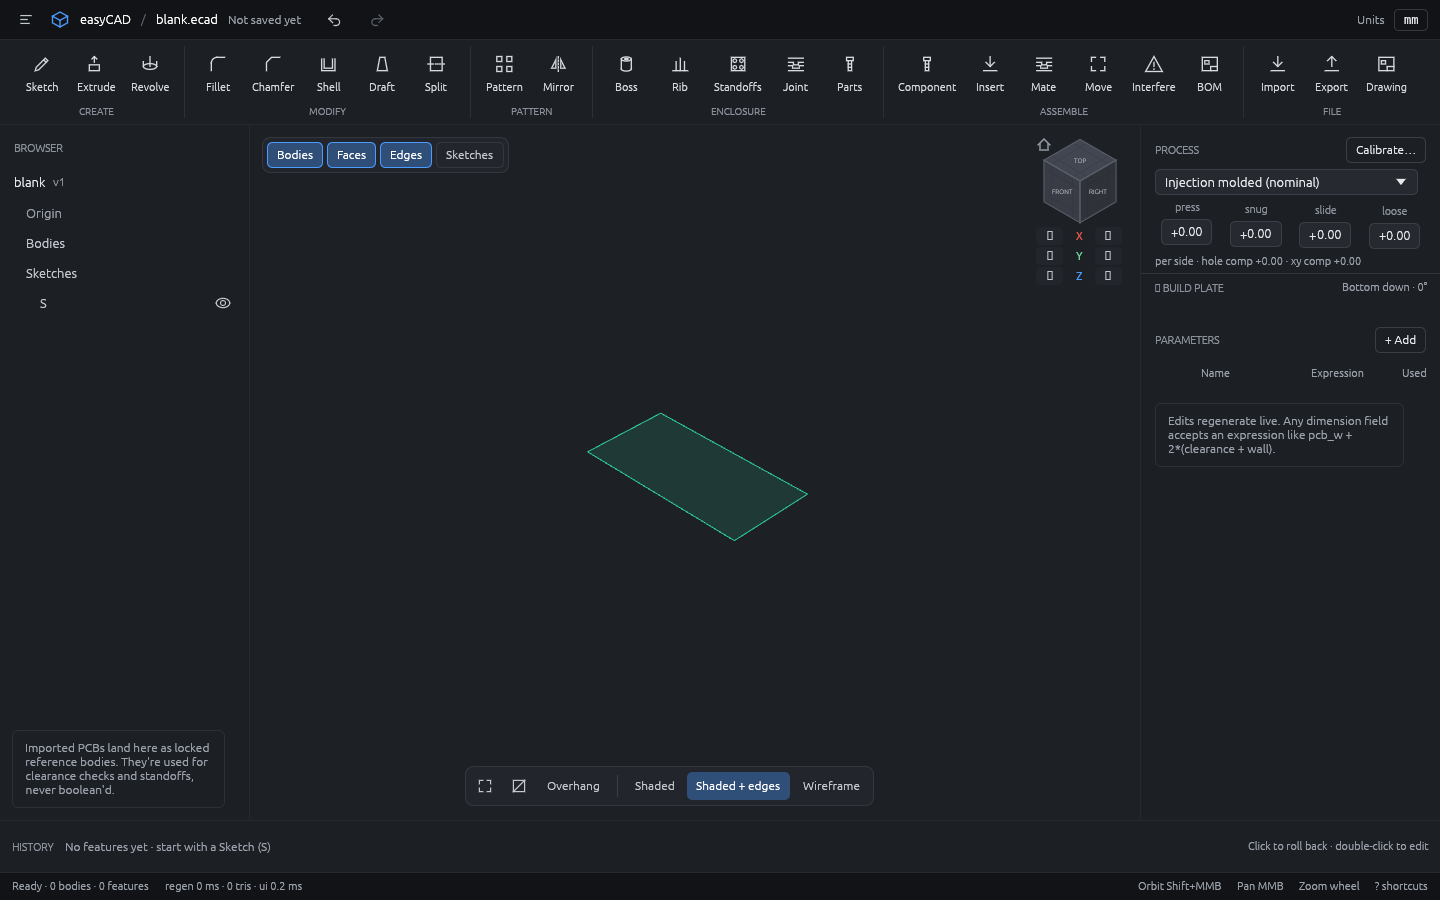 easyCAD / blank.ecad Not saved yet Units mm
Sketch Extrude Revolve Fillet Chamfer Shell Draft Split Pattern Mirror Boss Rib Standoffs Joint Parts Component Insert Mate Move Interfere BOM Import Export Drawing
CREATE MODIFY PATTERN ENCLOSURE ASSEMBLE FILE
BROWSER
blank v1
Origin
Bodies
Sketches
S
Imported PCBs land here as locked
reference bodies. They're used for
clearance checks and standoffs,
never boolean'd.
Bodies Faces Edges Sketches
TOP
FRONT RIGHT
X
Y
Z
Overhang Shaded Shaded + edges Wireframe
PROCESS Calibrate...
Injection molded (nominal)
press snug slide loose
+0.00 +0.00 +0.00 +0.00
per side · hole comp +0.00 · xy comp +0.00
BUILD PLATE Bottom down · 0°
PARAMETERS + Add
Name Expression Used
Edits regenerate live. Any dimension field
accepts an expression like pcb_w +
2*(clearance + wall).
HISTORY No features yet · start with a Sketch (S) Click to roll back · double-click to edit
Ready · 0 bodies · 0 features regen 0 ms · 0 tris · ui 0.2 ms Orbit Shift+MMB Pan MMB Zoom wheel ? shortcuts